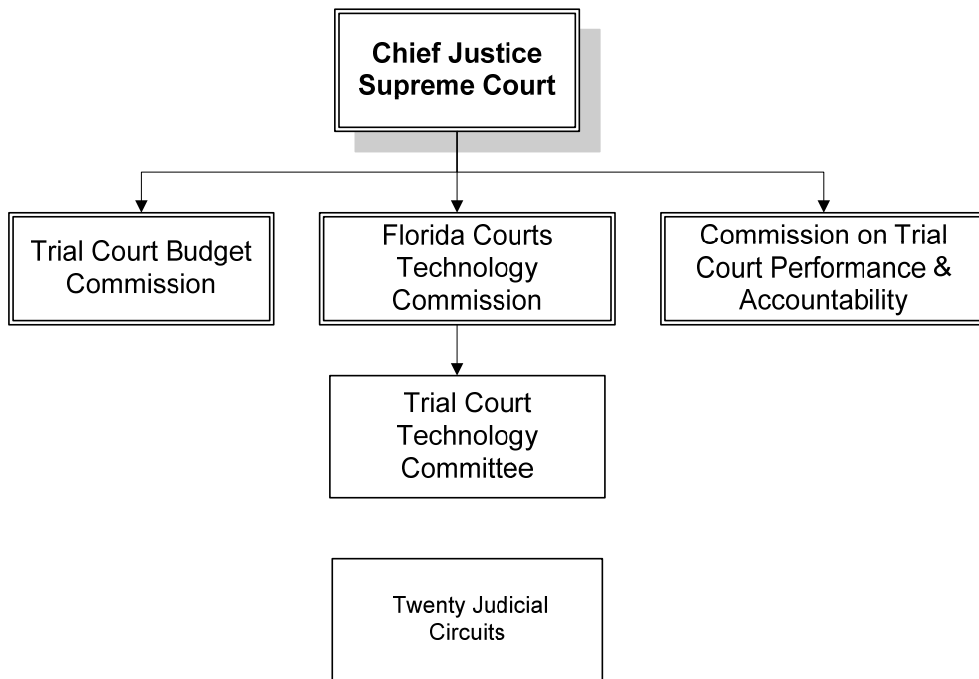 Chief Justice
Supreme Court
Trial Court Budget
Commission
Florida Courts
Technology
Commission
Commission on Trial
Court Performance &
Accountability
Trial Court
Technology
Committee
Twenty Judicial
Circuits